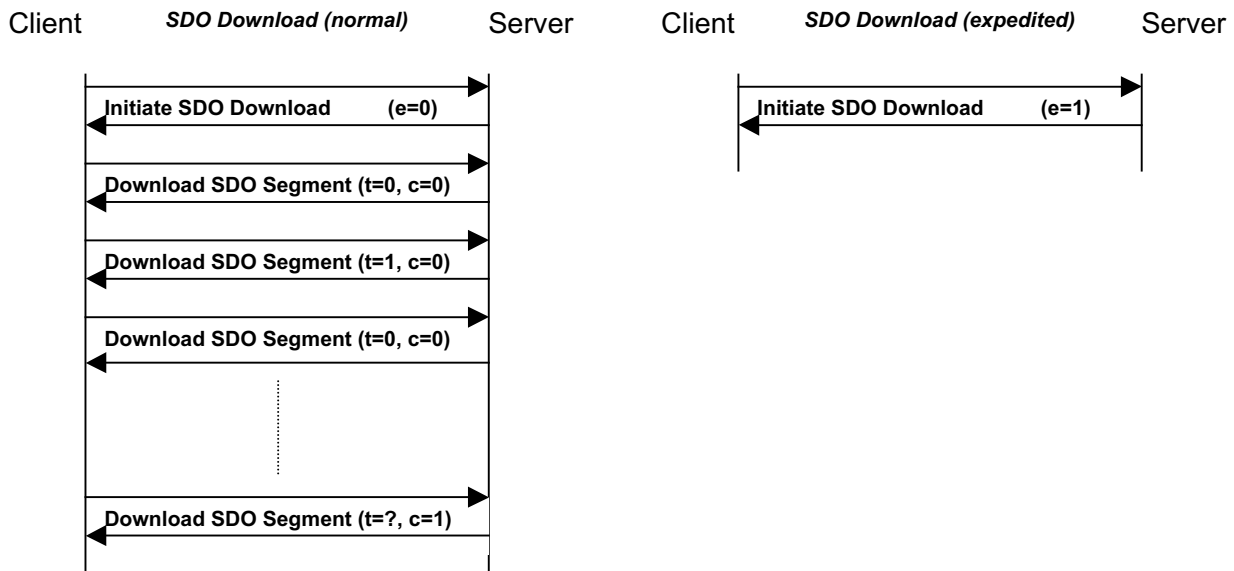 Client SDO Download (normal) Server
Initiate SDO Download (e=0)
Download SDO Segment (t=0, c=0)
Download SDO Segment (t=1, c=0)
Download SDO Segment (t=0, c=0)
Download SDO Segment (t=?, c=1)
Client SDO Download (expedited) Server
Initiate SDO Download (e=1)